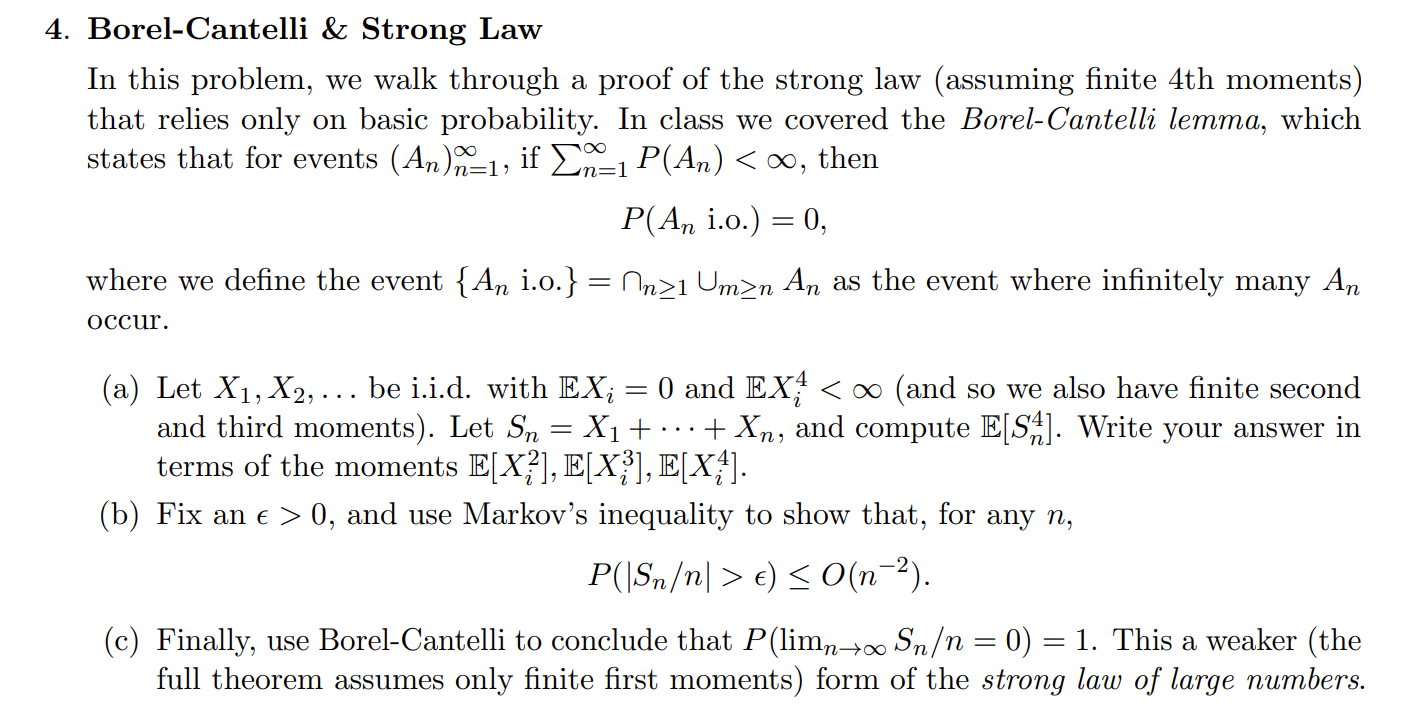 4. Borel-Cantelli & Strong Law
In this problem, we walk through a proof of the strong law (assuming finite 4th moments)
that relies only on basic probability. In class we covered the Borel-Cantelli lemma, which
states that for events $(A_n)_{n=1}^{\infty}$, if $\sum_{n=1}^{\infty} P(A_n) < \infty$, then
$P(A_n \text{ i.o.}) = 0,$
where we define the event $\{A_n \text{ i.o.}\} = \cap_{n \geq 1} \cup_{m \geq n} A_n$ as the event where infinitely many $A_n$
occur.
(a) Let $X_1, X_2, \ldots$ be i.i.d. with $\mathbb{E}X_i = 0$ and $\mathbb{E}X_i^4 < \infty$ (and so we also have finite second
and third moments). Let $S_n = X_1 + \cdots + X_n$, and compute $\mathbb{E}[S_n^4]$. Write your answer in
terms of the moments $\mathbb{E}[X_i^2], \mathbb{E}[X_i^3], \mathbb{E}[X_i^4]$.
(b) Fix an $\epsilon > 0$, and use Markov's inequality to show that, for any $n$,
$P(|S_n/n| > \epsilon) \leq O(n^{-2}).$
(c) Finally, use Borel-Cantelli to conclude that $P(\lim_{n \to \infty} S_n/n = 0) = 1$. This a weaker (the
full theorem assumes only finite first moments) form of the strong law of large numbers.